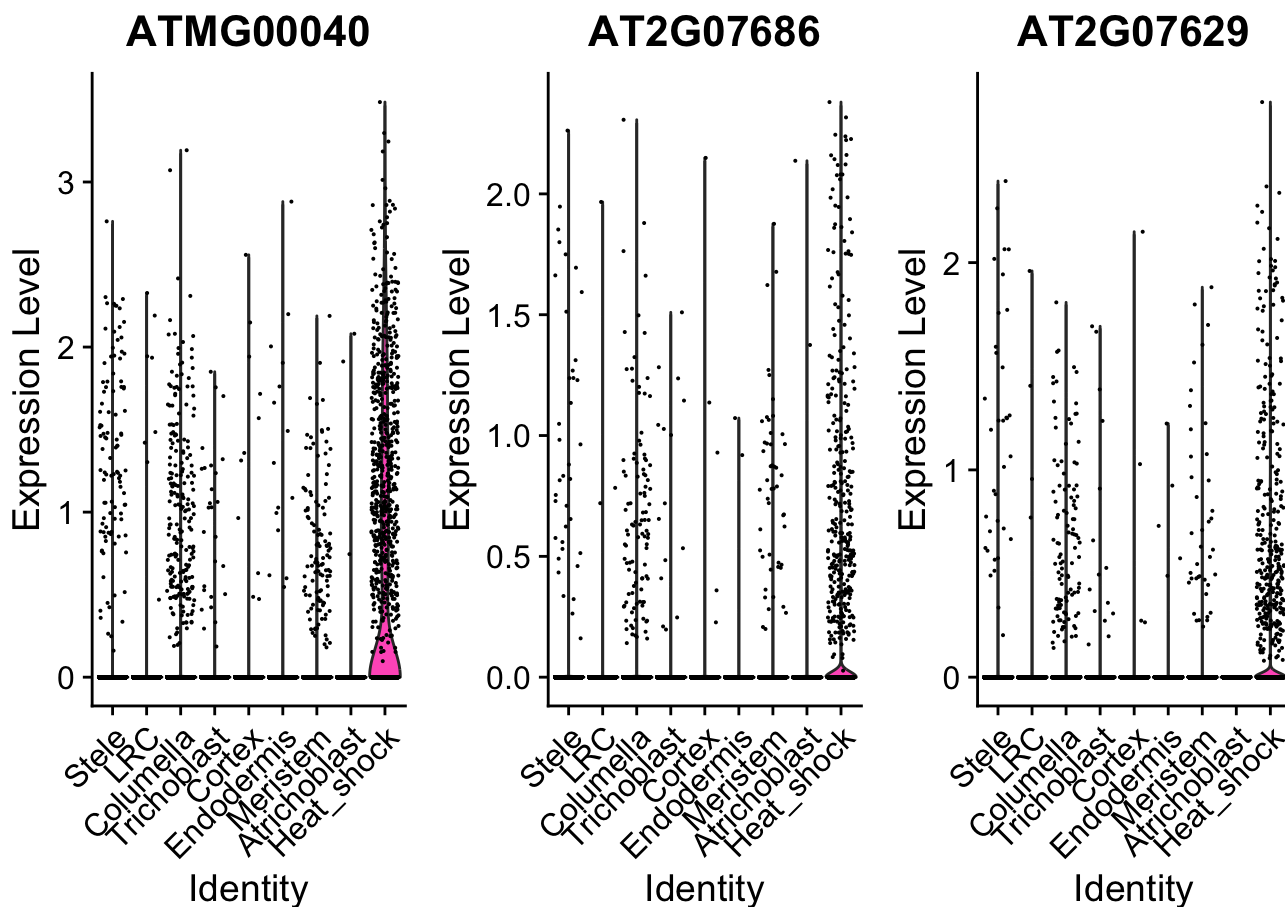 ATMG00040
Expression Level
3
2
1
0
Stele
LRC
Columella
Trichoblast
Cortex
Endodermis
Meristem
Atrichoblast
Heat_shock
Identity
AT2G07686
Expression Level
2.0
1.5
1.0
0.5
0.0
Stele
LRC
Columella
Trichoblast
Cortex
Endodermis
Meristem
Atrichoblast
Heat_shock
Identity
AT2G07629
Expression Level
2
1
0
Stele
LRC
Columella
Trichoblast
Cortex
Endodermis
Meristem
Atrichoblast
Heat_shock
Identity